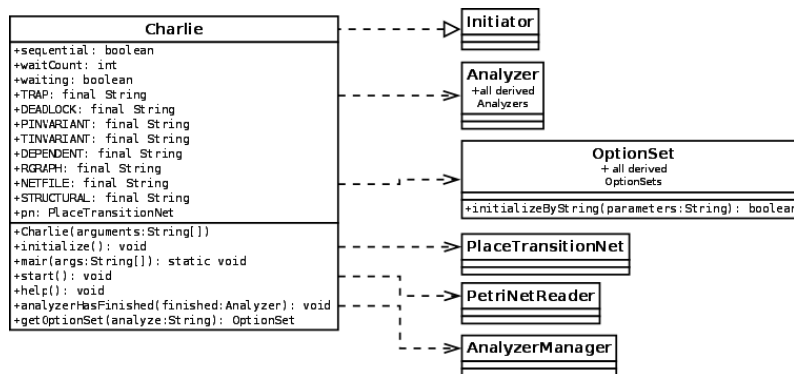 Charlie
+sequential: boolean
+waitCount: int
+waiting: boolean
+TRAP: final String
+DEADLOCK: final String
+PINVARIANT: final String
+TINVARIANT: final String
+DEPENDENT: final String
+RGRAPH: final String
+NETFILE: final String
+STRUCTURAL: final String
+pn: PlaceTransitionNet
+Charlie(arguments:String[])
+initialize(): void
+main(args:String[]): static void
+start(): void
+help(): void
+analyzerHasFinished(finished:Analyzer): void
+getOptionSet(analyze:String): OptionSet
Initiator
Analyzer
+all derived
Analyzers
OptionSet
+ all derived
OptionSets
+initializeByString(parameters:String): boolean
PlaceTransitionNet
PetriNetReader
AnalyzerManager